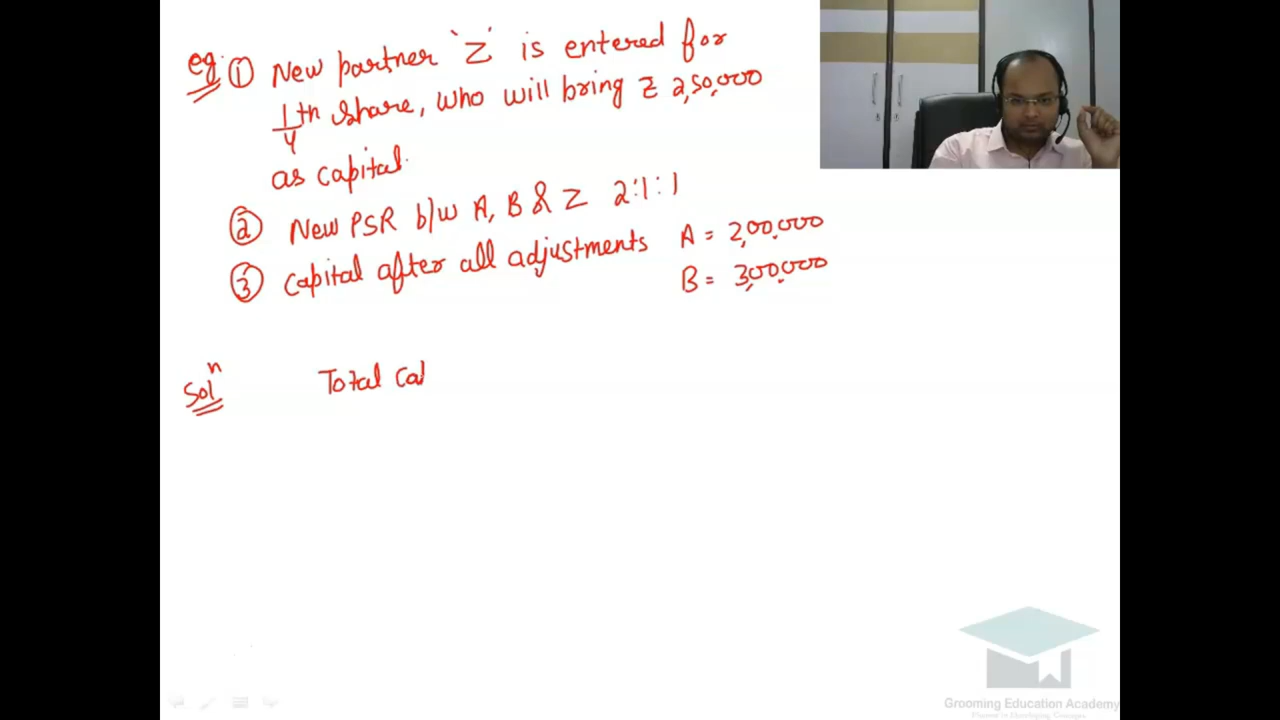 eg. ① New partner 'Z' is entered for
1/4th share, who will bring ₹ 2,50,000
as capital.
② New PSR b/w A, B & Z 2:1:1
③ Capital after all adjustments A = 2,00,000
B = 3,00,000
Solⁿ Total Cal
Grooming Education Academy